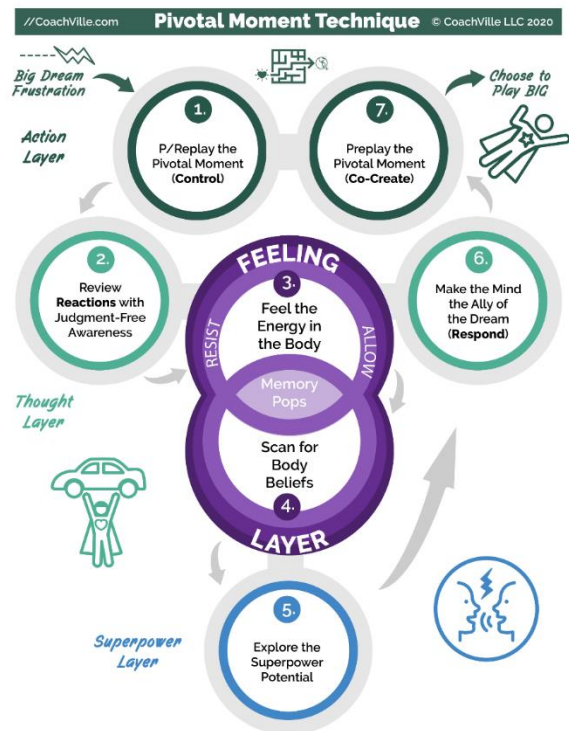 //CoachVille.com
Pivotal Moment Technique
© CoachVille LLC 2020
Big Dream
Frustration
Choose to
Play BIG
Action
Layer
1.
P/Replay the
Pivotal Moment
(Control)
7.
Preplay the
Pivotal Moment
(Co-Create)
2.
Review
Reactions with
Judgment-Free
Awareness
FEELING
3.
Feel the
Energy in
the Body
RESIST
ALLOW
Memory
Pops
Scan for
Body
Beliefs
4.
LAYER
6.
Make the Mind
the Ally of
the Dream
(Respond)
Thought
Layer
Superpower
Layer
5.
Explore the
Superpower
Potential